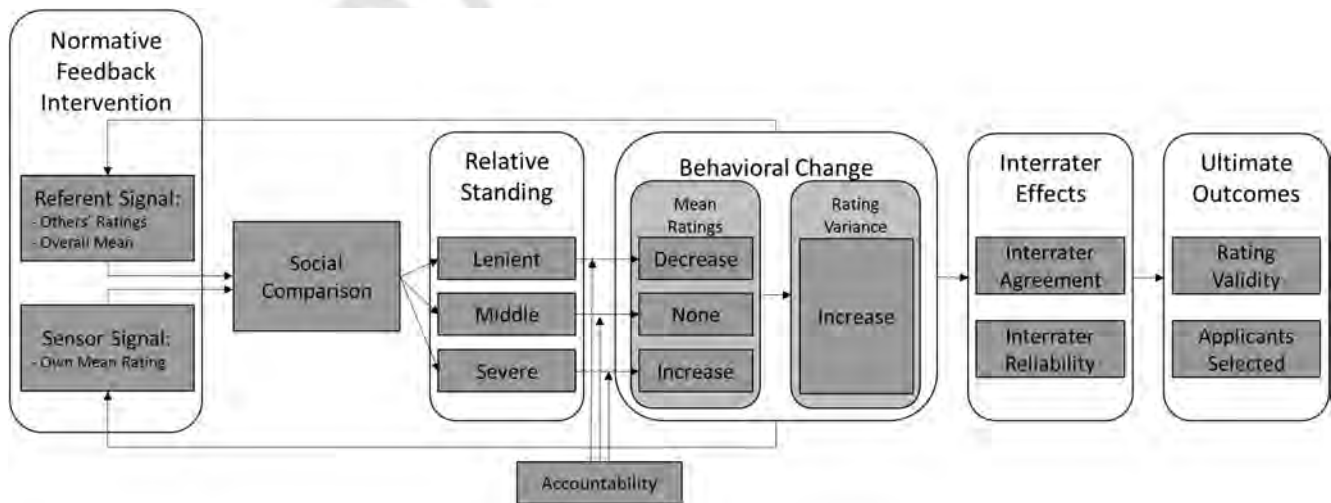 Normative
Feedback
Intervention
Referent Signal:
- Others' Ratings
- Overall Mean
Sensor Signal:
- Own Mean Rating
Social
Comparison
Relative
Standing
Lenient
Middle
Severe
Accountability
Behavioral Change
Mean
Ratings
Decrease
None
Increase
Rating
Variance
Increase
Interrater
Effects
Interrater
Agreement
Interrater
Reliability
Ultimate
Outcomes
Rating
Validity
Applicants
Selected